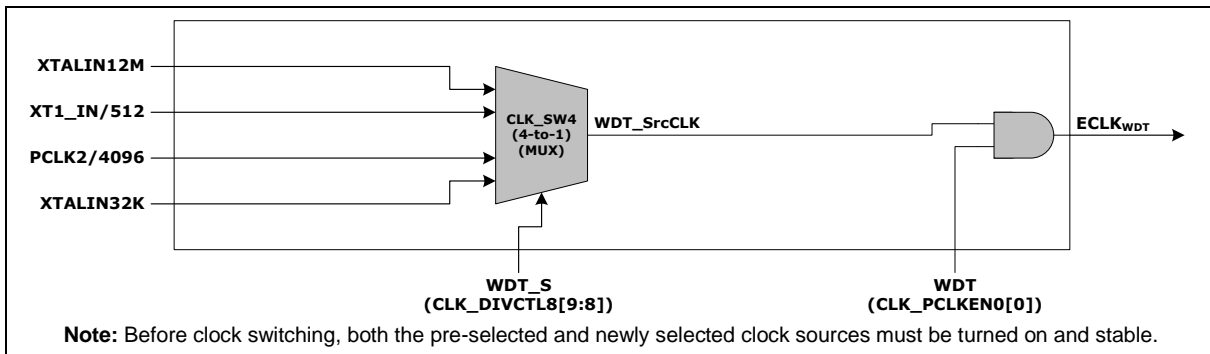 XTALIN12M
XT1_IN/512
PCLK2/4096
XTALIN32K
CLK_SW4
(4-to-1)
(MUX)
WDT_SrcCLK
ECLKWDT
WDT_S
(CLK_DIVCTL8[9:8])
WDT
(CLK_PCLKEN0[0])
Note: Before clock switching, both the pre-selected and newly selected clock sources must be turned on and stable.